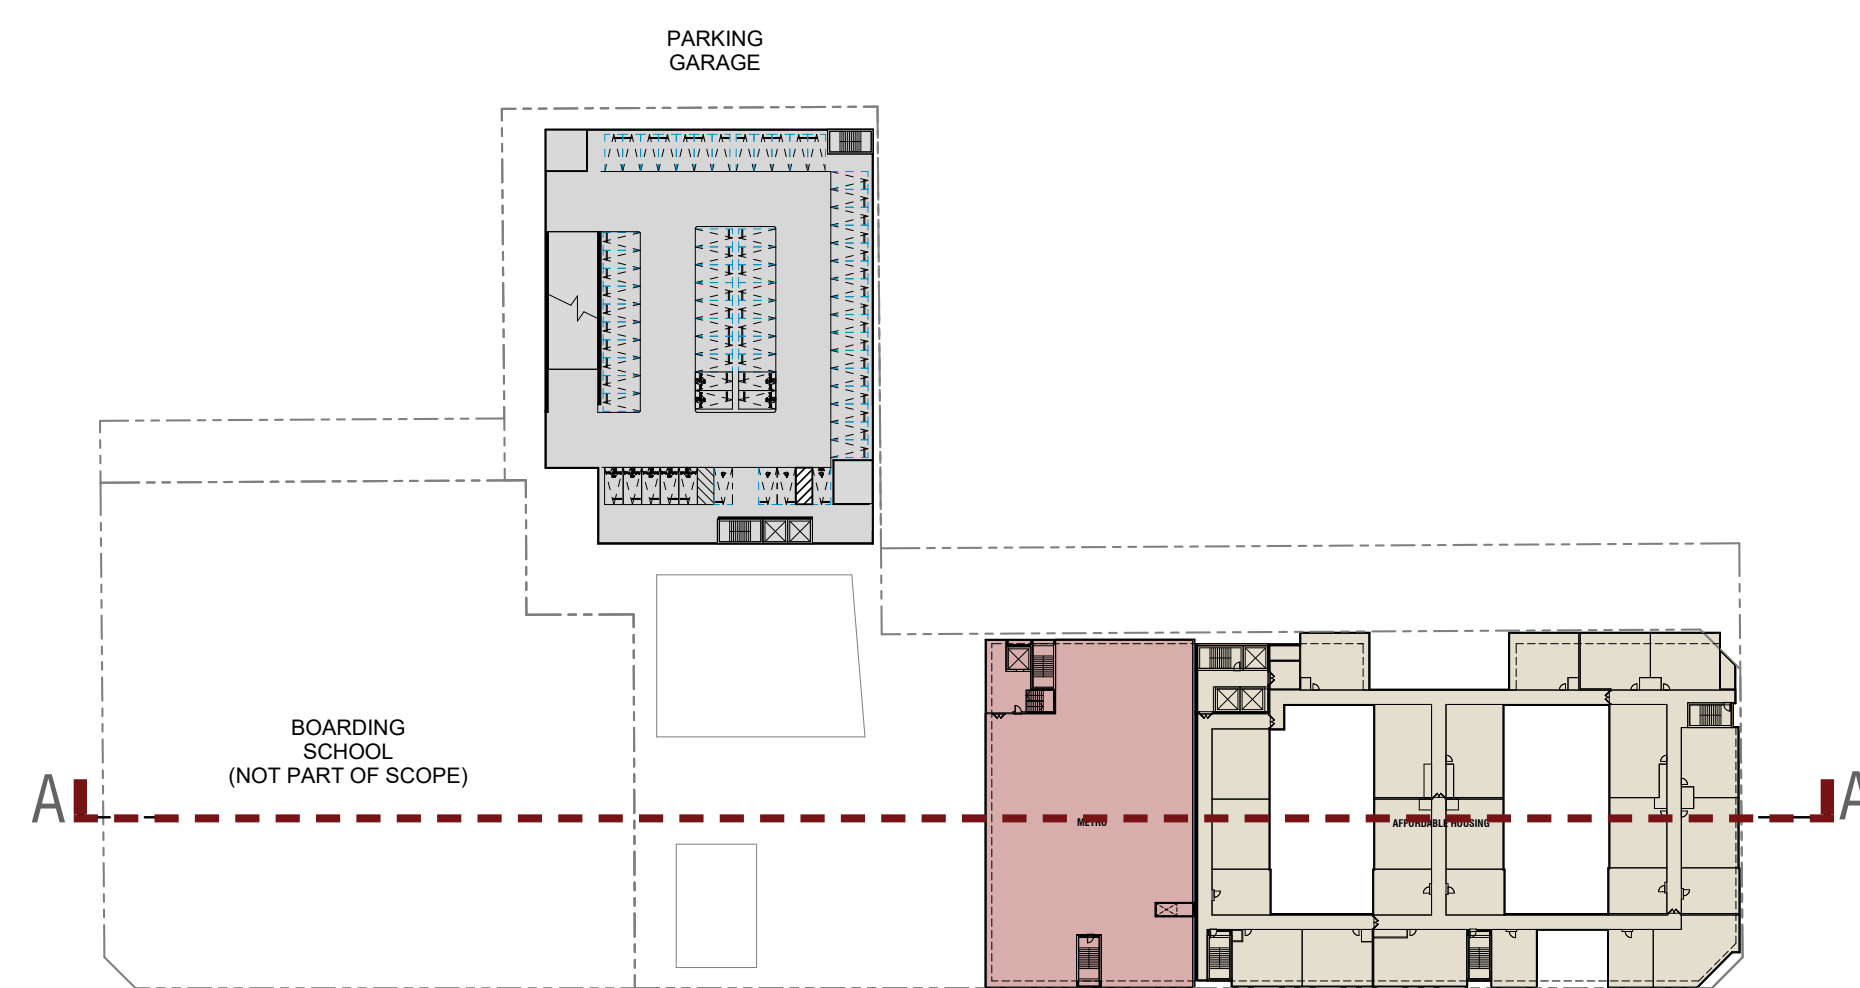 PARKING
GARAGE
BOARDING
SCHOOL
(NOT PART OF SCOPE)
A
A
METRO
AFFORDABLE HOUSING